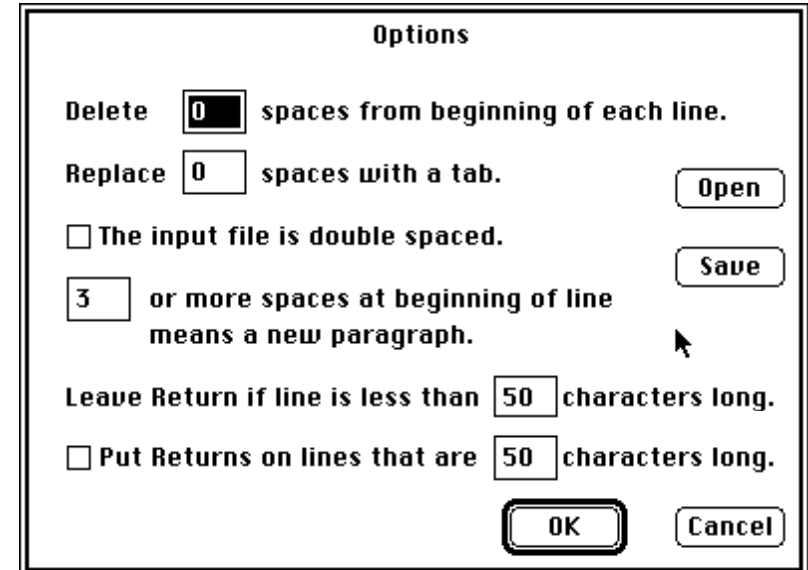 Options
Delete 0 spaces from beginning of each line.
Replace 0 spaces with a tab.
Open
The input file is double spaced.
Save
3 or more spaces at beginning of line
means a new paragraph.
Leave Return if line is less than 50 characters long.
Put Returns on lines that are 50 characters long.
OK Cancel